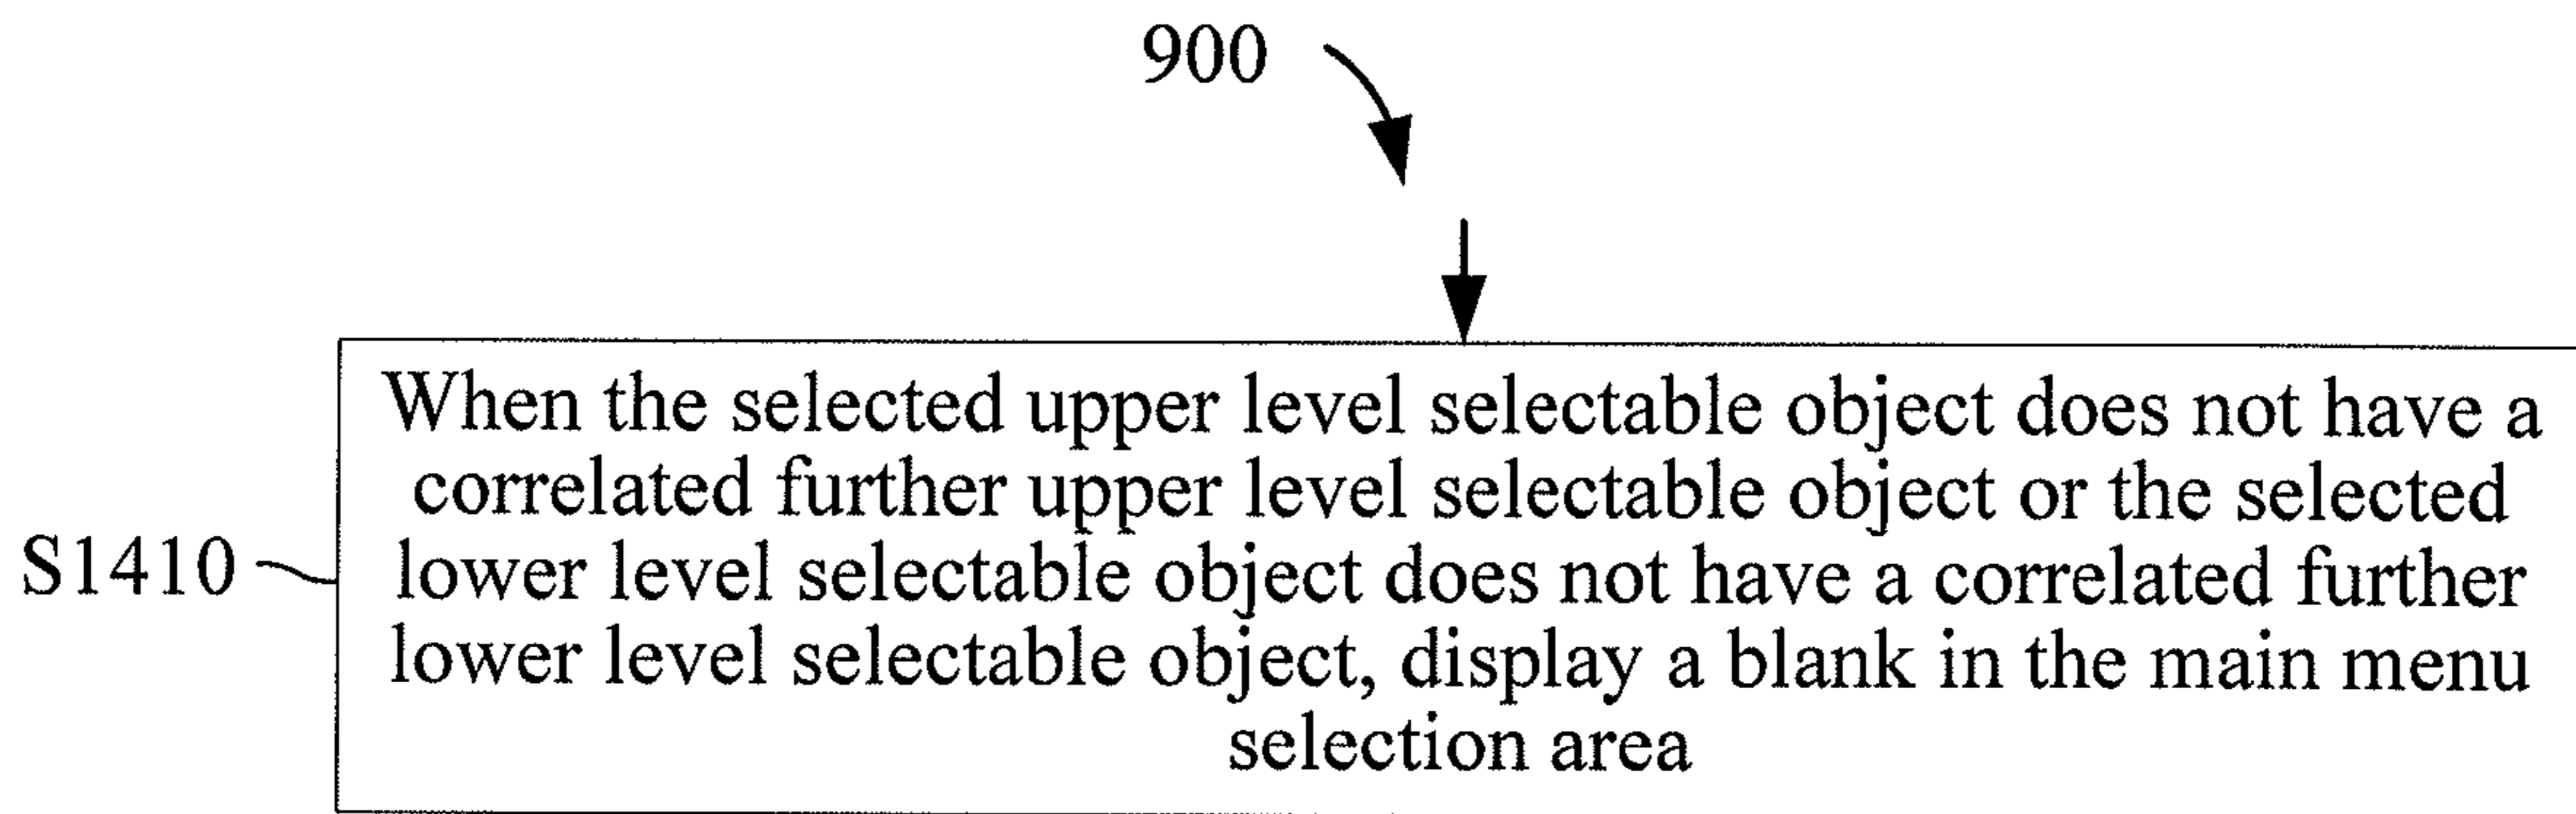 900
When the selected upper level selectable object does not have a
correlated further upper level selectable object or the selected
S1410
lower level selectable object does not have a correlated further
lower level selectable object, display a blank in the main menu
selection area